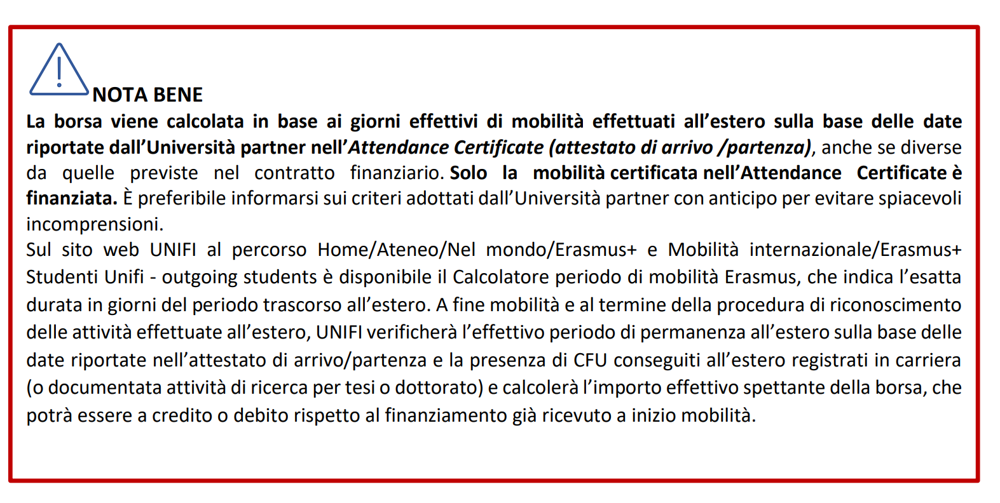 NOTA BENE
La borsa viene calcolata in base ai giorni effettivi di mobilità effettuati all’estero sulla base delle date
riportate dall’Università partner nell’Attendance Certificate (attestato di arrivo /partenza), anche se diverse
da quelle previste nel contratto finanziario. Solo la mobilità certificata nell’Attendance Certificate è
finanziata. È preferibile informarsi sui criteri adottati dall’Università partner con anticipo per evitare spiacevoli
incomprensioni.
Sul sito web UNIFI al percorso Home/Ateneo/Nel mondo/Erasmus+ e Mobilità internazionale/Erasmus+
Studenti Unifi - outgoing students è disponibile il Calcolatore periodo di mobilità Erasmus, che indica l’esatta
durata in giorni del periodo trascorso all’estero. A fine mobilità e al termine della procedura di riconoscimento
delle attività effettuate all’estero, UNIFI verificherà l’effettivo periodo di permanenza all’estero sulla base delle
date riportate nell’attestato di arrivo/partenza e la presenza di CFU conseguiti all’estero registrati in carriera
(o documentata attività di ricerca per tesi o dottorato) e calcolerà l’importo effettivo spettante della borsa, che
potrà essere a credito o debito rispetto al finanziamento già ricevuto a inizio mobilità.